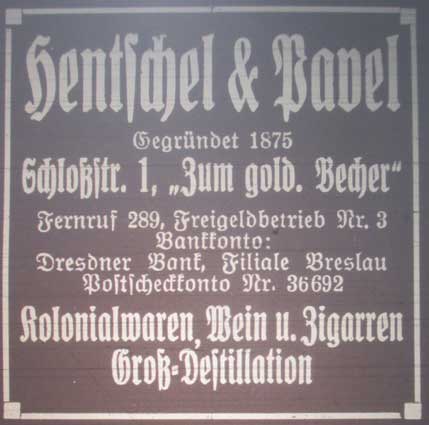 Hentschel & Pavel
Gegründet 1875
Schloßstr. 1, „Zum gold. Becher“
Fernruf 289, Freigeldbetrieb Nr. 3
Bankkonto:
Dresdner Bank, Filiale Breslau
Postscheckkonto Nr. 36692
Kolonialwaren, Wein u. Zigarren
Groß-Destillation